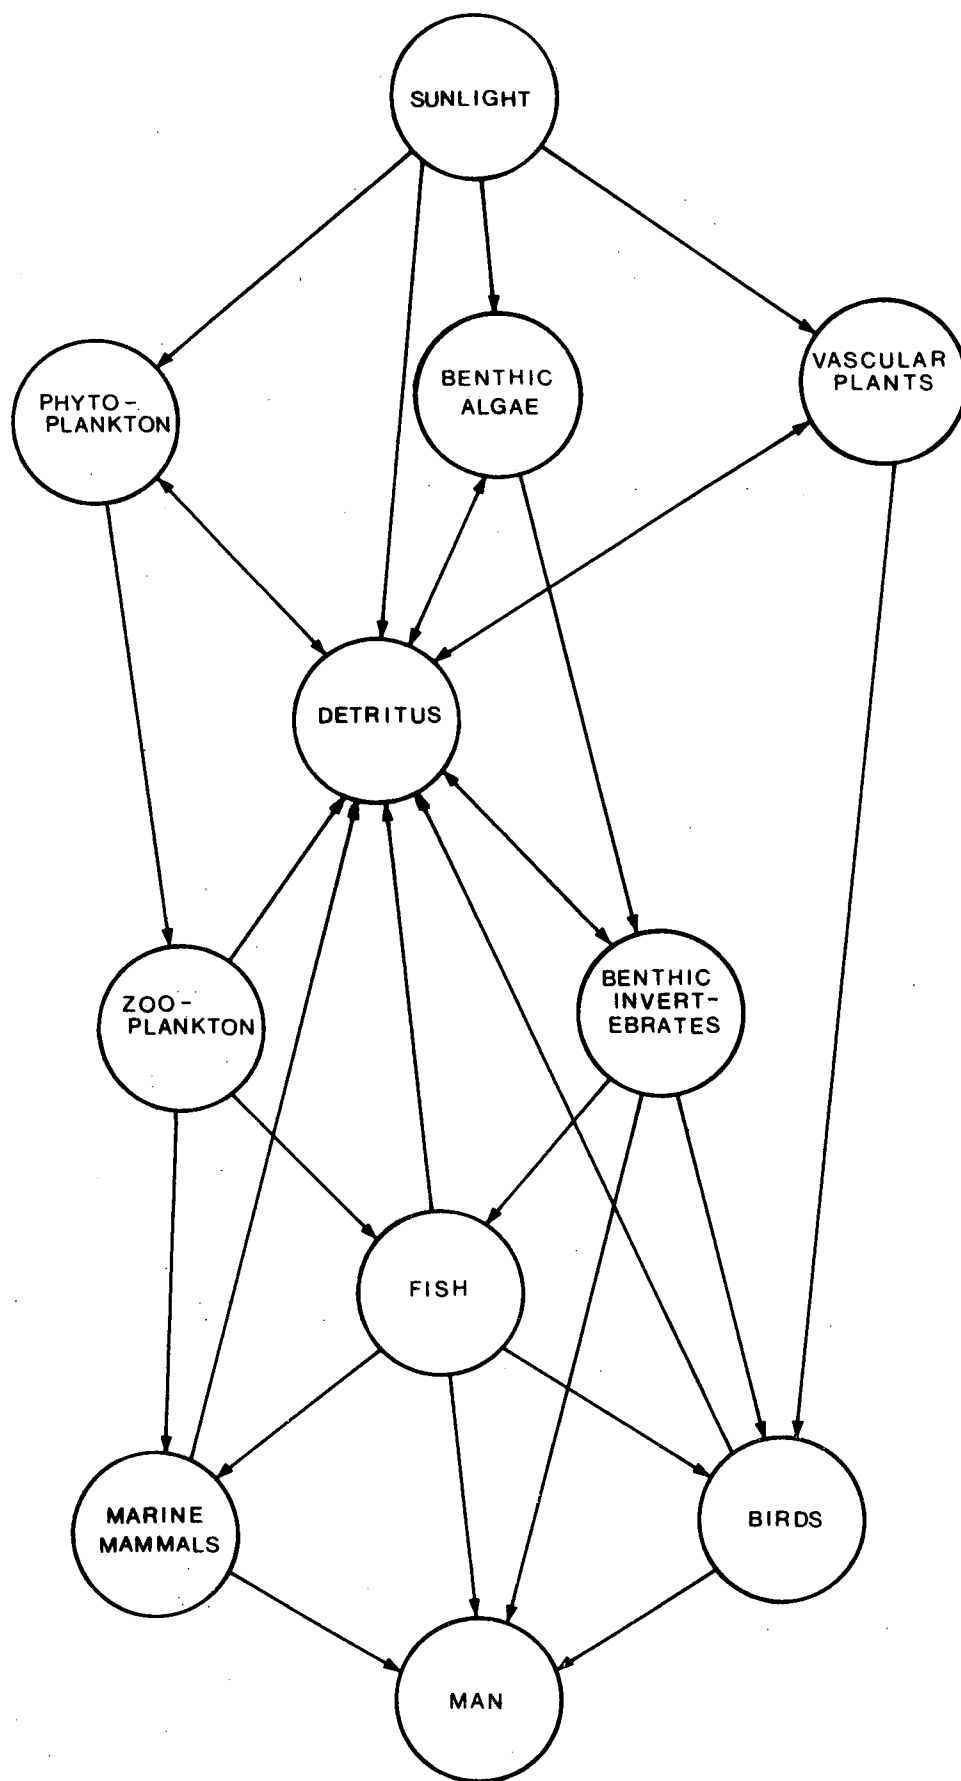 SUNLIGHT
PHYTO-
PLANKTON
BENTHIC
ALGAE
VASCULAR
PLANTS
DETRITUS
ZOO-
PLANKTON
BENTHIC
INVERT-
EBRATES
FISH
MARINE
MAMMALS
BIRDS
MAN